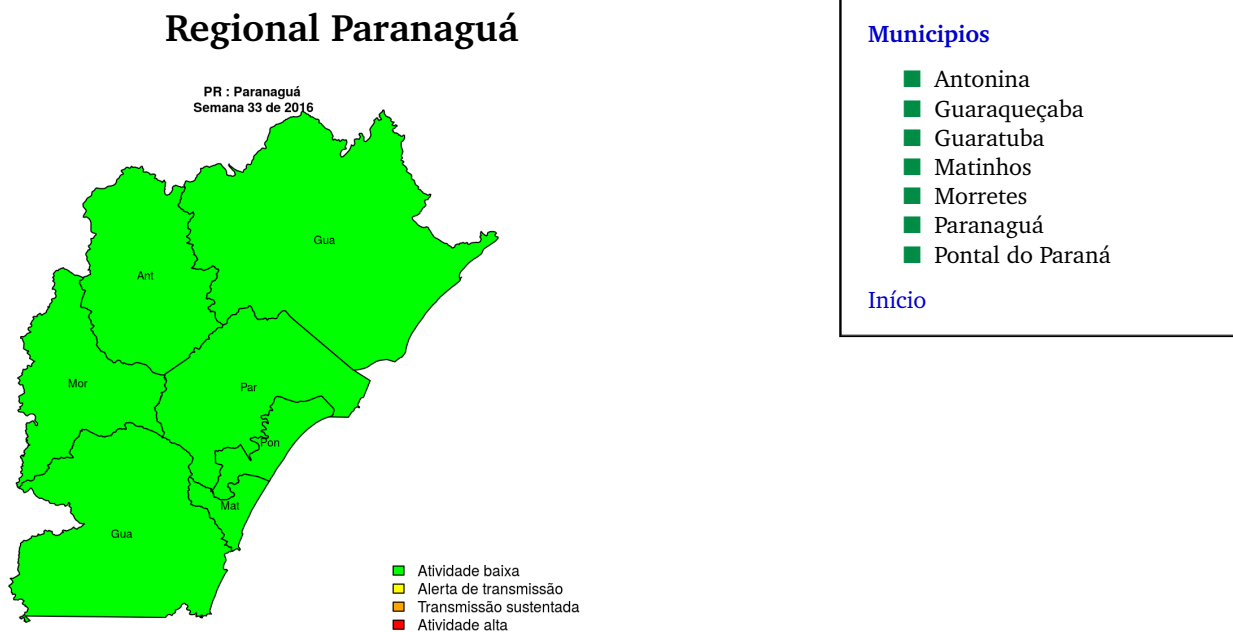 Regional Paranaguá
PR : Paranaguá
Semana 33 de 2016
Gua
Ant
Mor
Par
Pon
Mat
Gua
Atividade baixa
Alerta de transmissão
Transmissão sustentada
Atividade alta
Municipios
Antonina
Guaraqueçaba
Guaratuba
Matinhos
Morretes
Paranaguá
Pontal do Paraná
Início